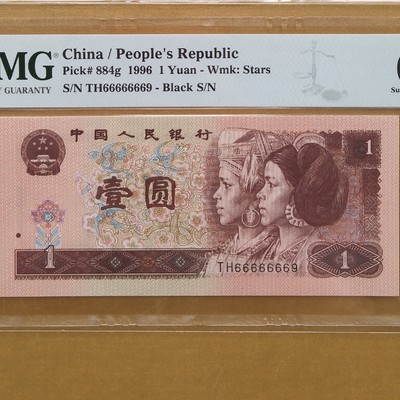 MG China / People's Republic
Pick# 884g 1996 1 Yuan - Wmk: Stars
GUARANTY S/N TH66666669 - Black S/N
中国人民银行
1
壹圆
1
TH66666669
1